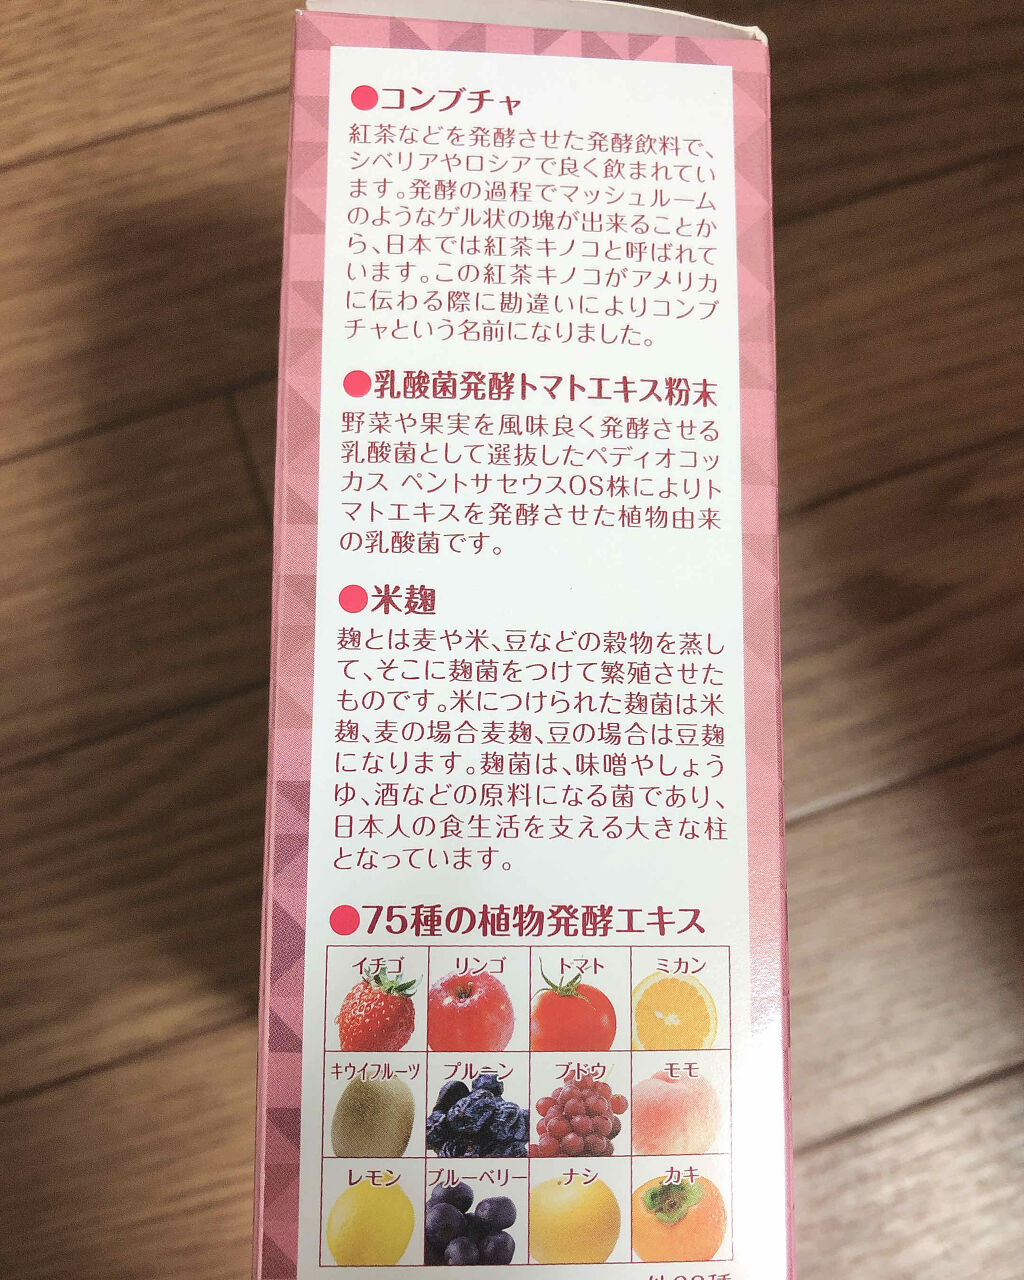 ●コンブチャ
紅茶などを発酵させた発酵飲料で、
シベリアやロシアで良く飲まれてい
ます。発酵の過程でマッシュルーム
のようなゲル状の塊が出来ることか
ら、日本では紅茶キノコと呼ばれて
います。この紅茶キノコがアメリカ
に伝わる際に勘違いによりコンブ
チャという名前になりました。
●乳酸菌発酵トマトエキス粉末
野菜や果実を風味良く発酵させる
乳酸菌として選抜したペディオコッ
カス ペントサセウスOS株によりト
マトエキスを発酵させた植物由来
の乳酸菌です。
●米麹
麹とは麦や米、豆などの穀物を蒸し
て、そこに麹菌をつけて繁殖させた
ものです。米につけられた麹菌は米
麹、麦の場合麦麹、豆の場合は豆麹
になります。麹菌は、味噌やしょう
ゆ、酒などの原料になる菌であり、
日本人の食生活を支える大きな柱
となっています。
●75種の植物発酵エキス
イチゴ リンゴ トマト ミカン
キウイフルーツ プルーン ブドウ モモ
レモン ブルーベリー ナシ カキ